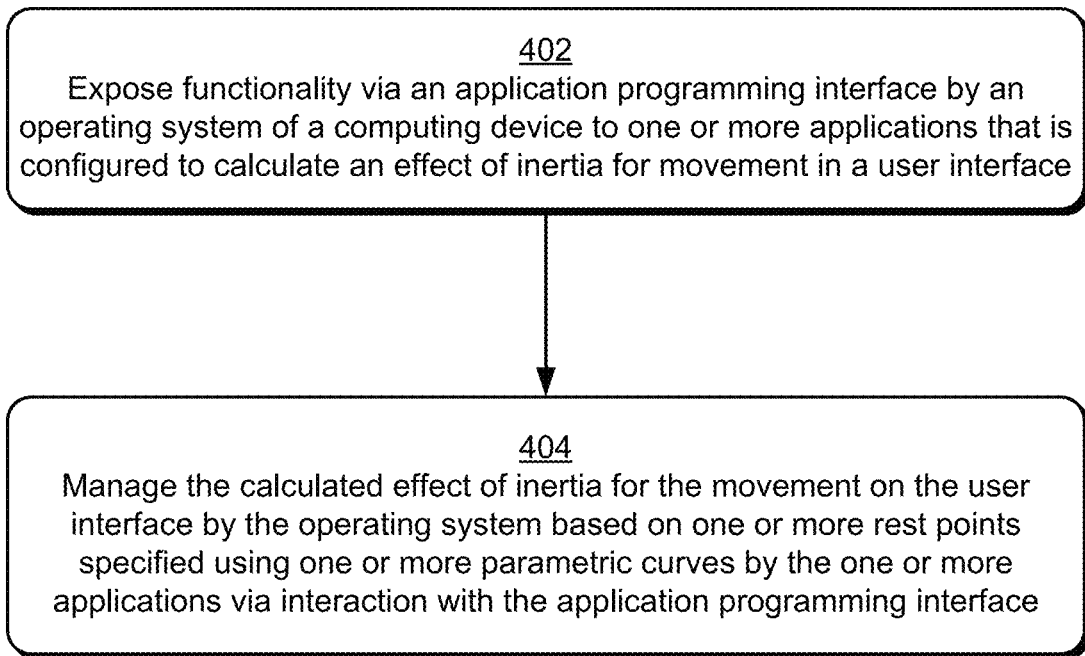 402
Expose functionality via an application programming interface by an
operating system of a computing device to one or more applications that is
configured to calculate an effect of inertia for movement in a user interface
404
Manage the calculated effect of inertia for the movement on the user
interface by the operating system based on one or more rest points
specified using one or more parametric curves by the one or more
applications via interaction with the application programming interface